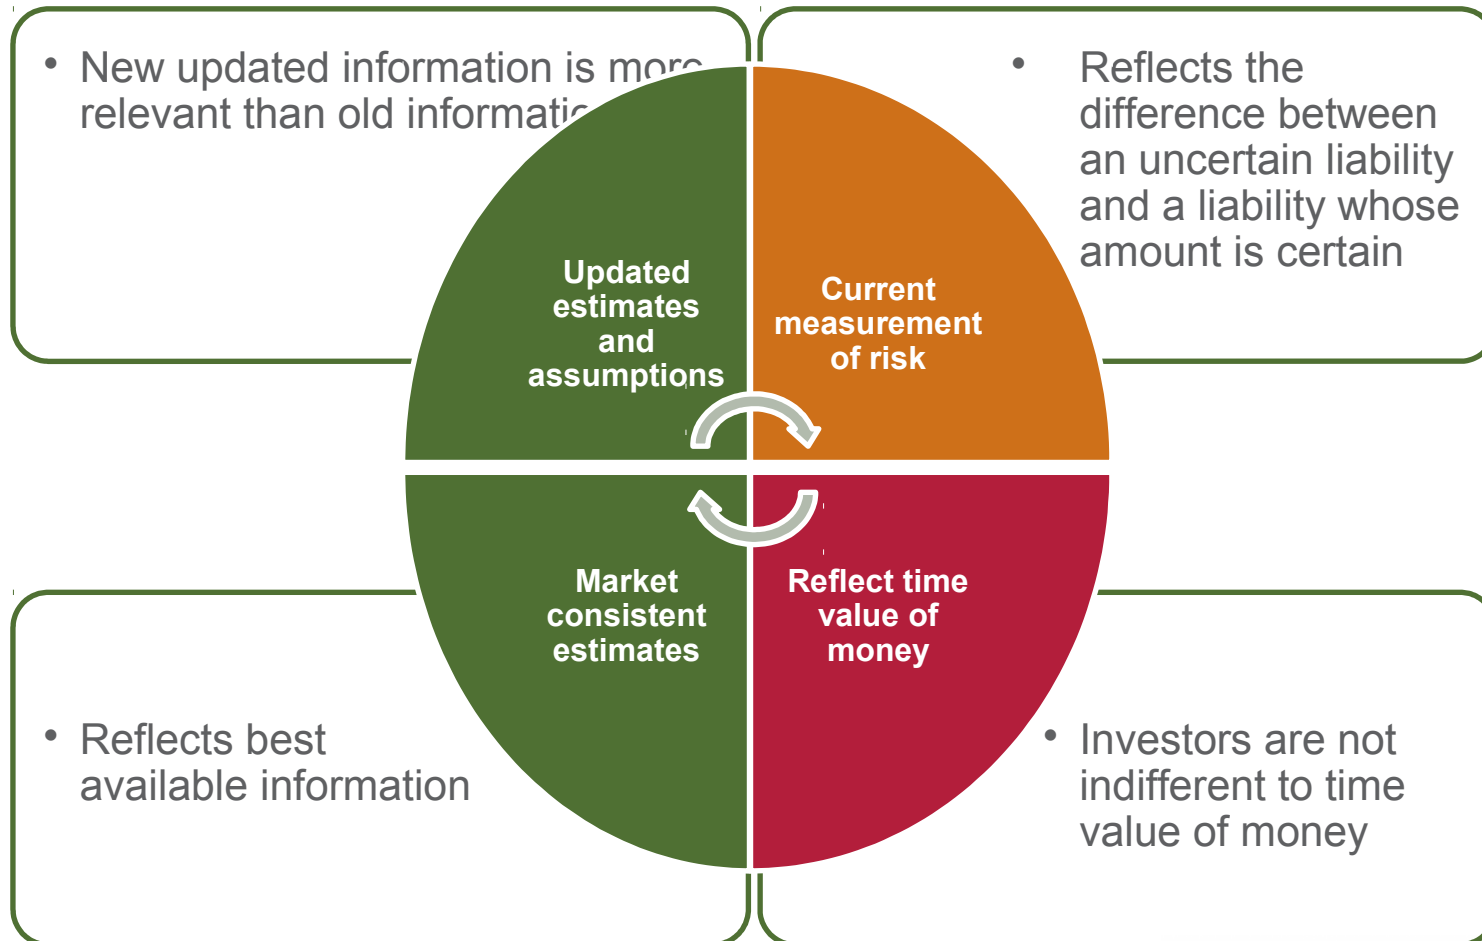 • New updated information is more
relevant than old informatio
Updated
estimates
and
assumptions
• Reflects the
difference between
an uncertain liability
and a liability whose
amount is certain
Current
measurement
of risk
Market
consistent
estimates
• Reflects best
available information
Reflect time
value of
money
• Investors are not
indifferent to time
value of money